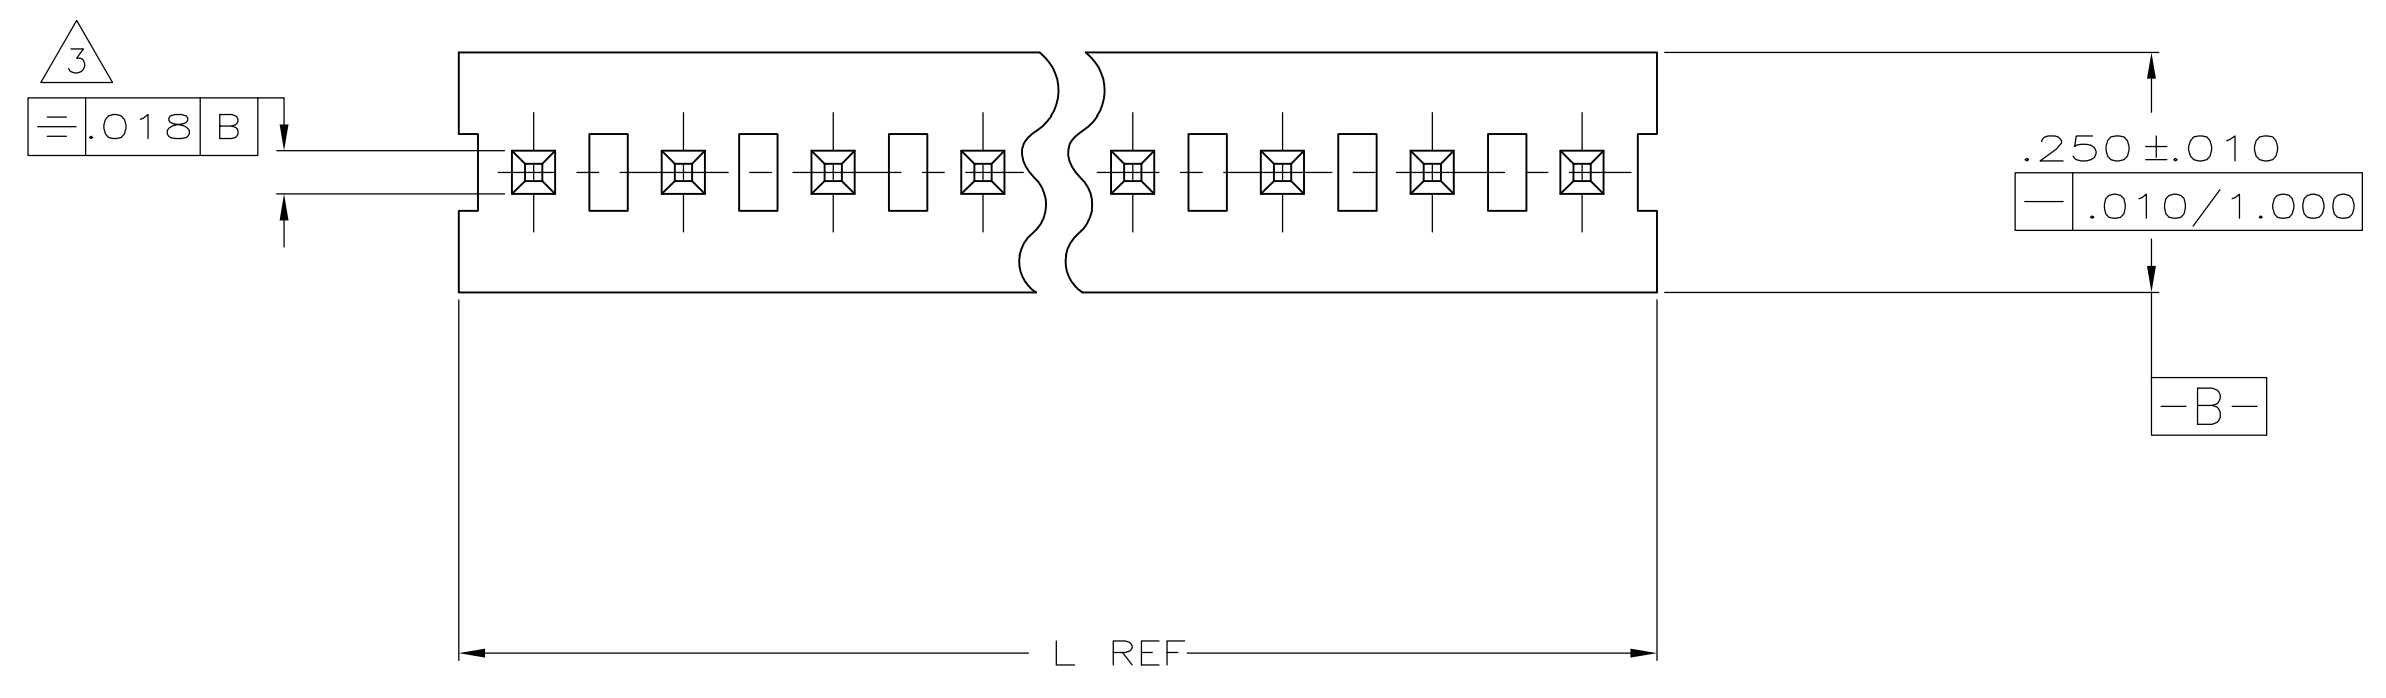 3
⌯ .018 B
.250±.010
— .010/1.000
-B-
L REF